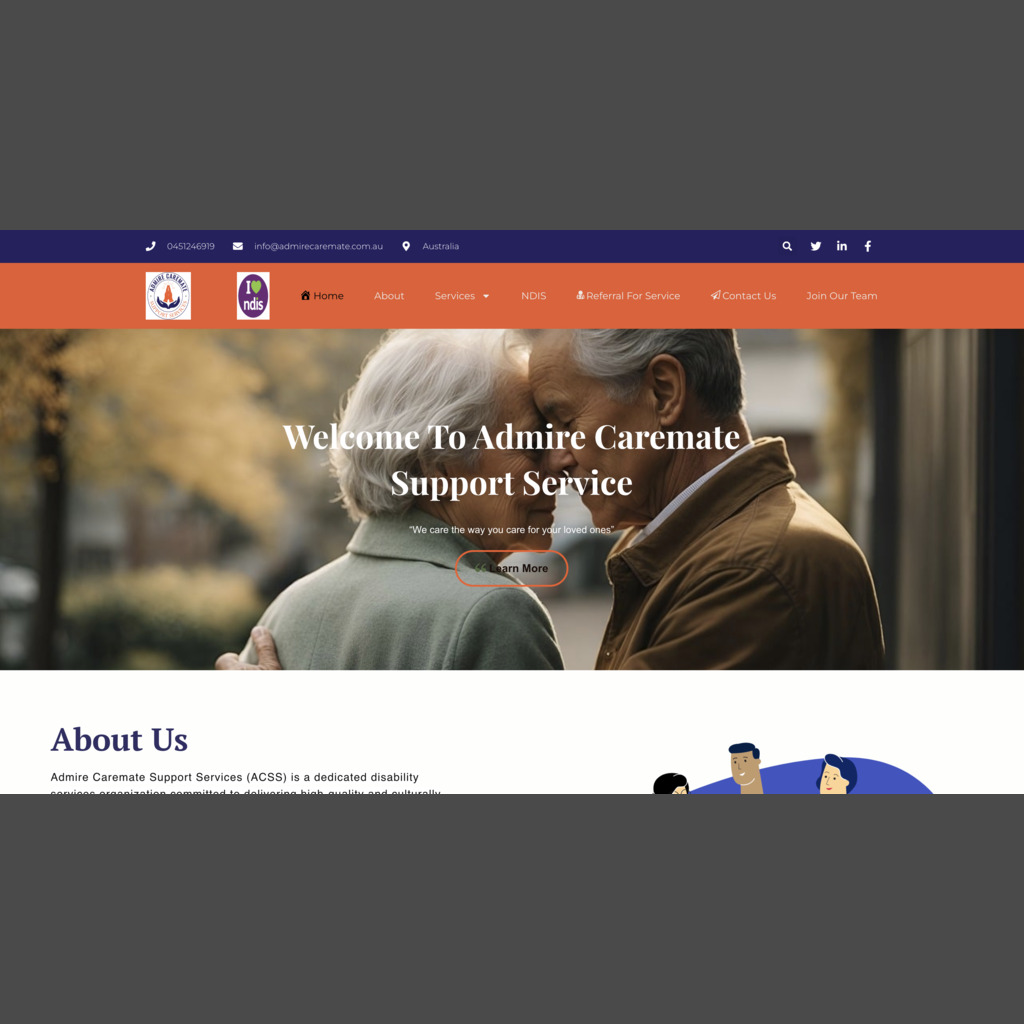 0451246919 info@admirecaremate.com.au Australia
ADMIRE CAREMATE
SUPPORT SERVICES
I
ndis
Home About Services NDIS Referral For Service Contact Us Join Our Team
Welcome To Admire Caremate
Support Service
"We care the way you care for your loved ones"
Learn More
About Us
Admire Caremate Support Services (ACSS) is a dedicated disability
services organization committed to delivering high-quality and culturally